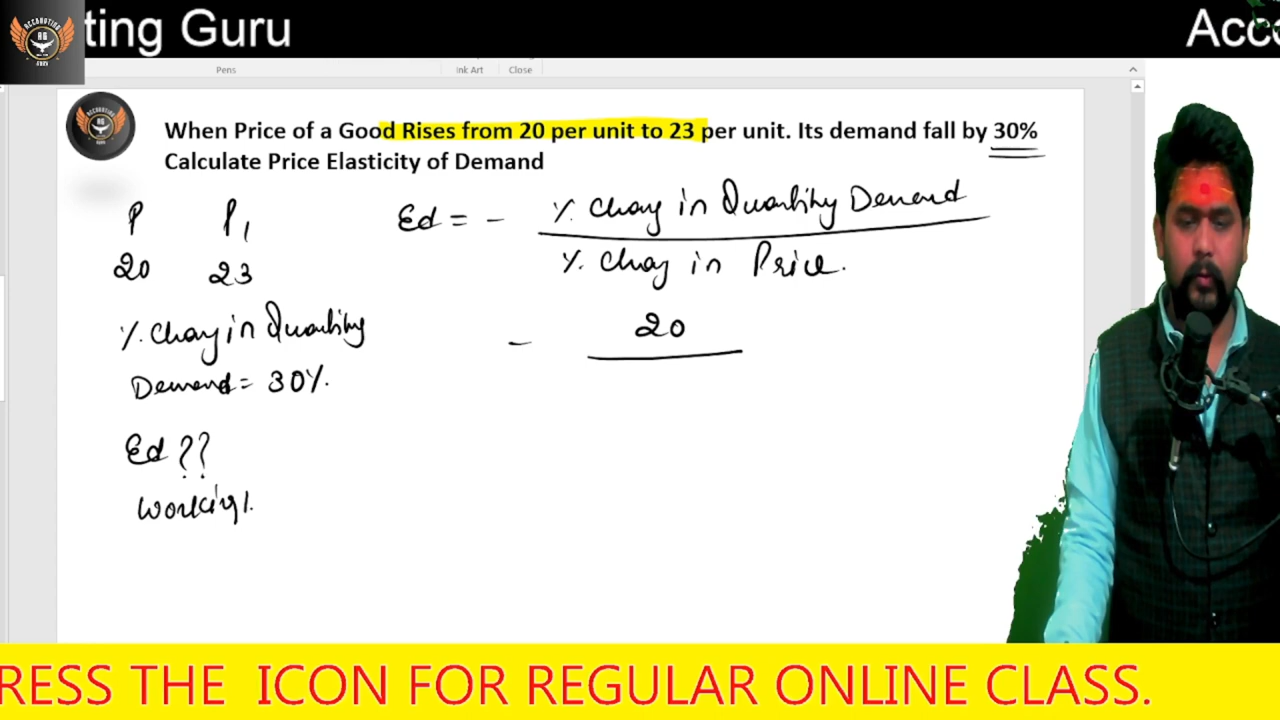 ting Guru
Acco
Pens
Ink Art
Close
When Price of a Good Rises from 20 per unit to 23 per unit. Its demand fall by 30%
Calculate Price Elasticity of Demand
P P1
20 23
% Chang in Quantity
Demand = 30%.
Ed ??
Working 1.
Ed = - % Chang in Quantity Demand
% Chang in Price.
- 20
RESS THE ICON FOR REGULAR ONLINE CLASS.